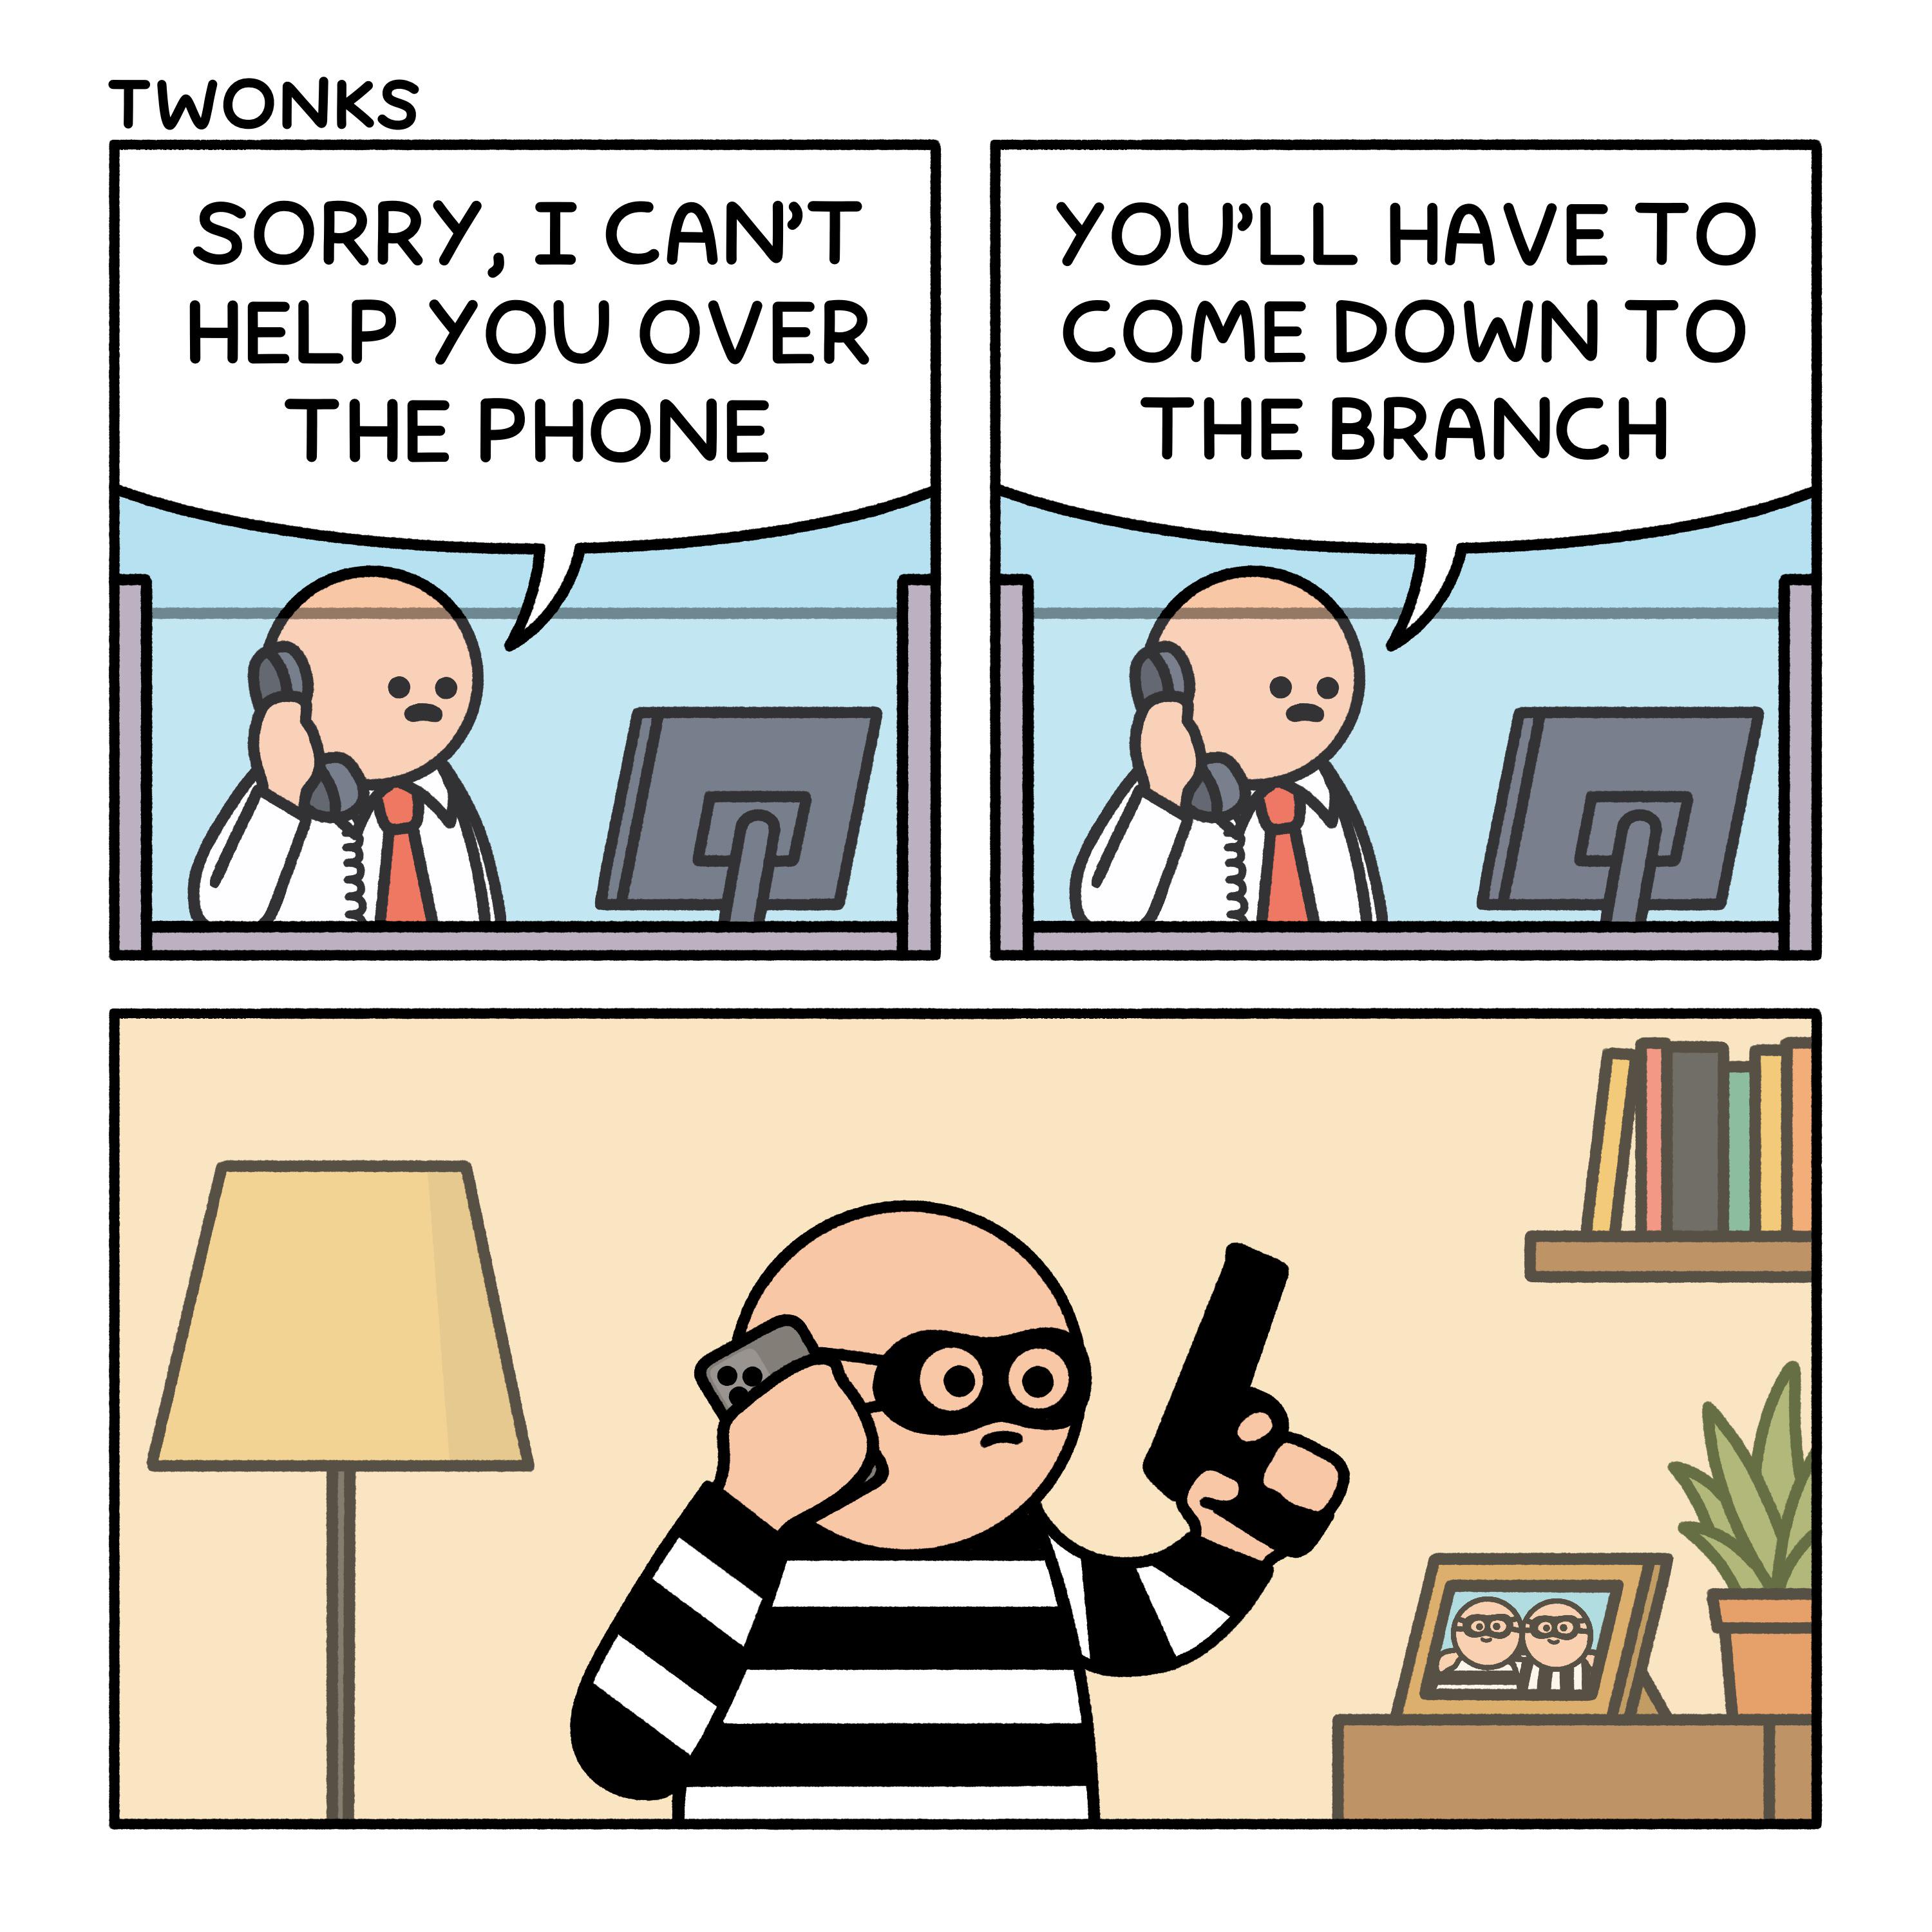 TWONKS
SORRY, I CAN'T
HELP YOU OVER
THE PHONE
YOU'LL HAVE TO
COME DOWN TO
THE BRANCH